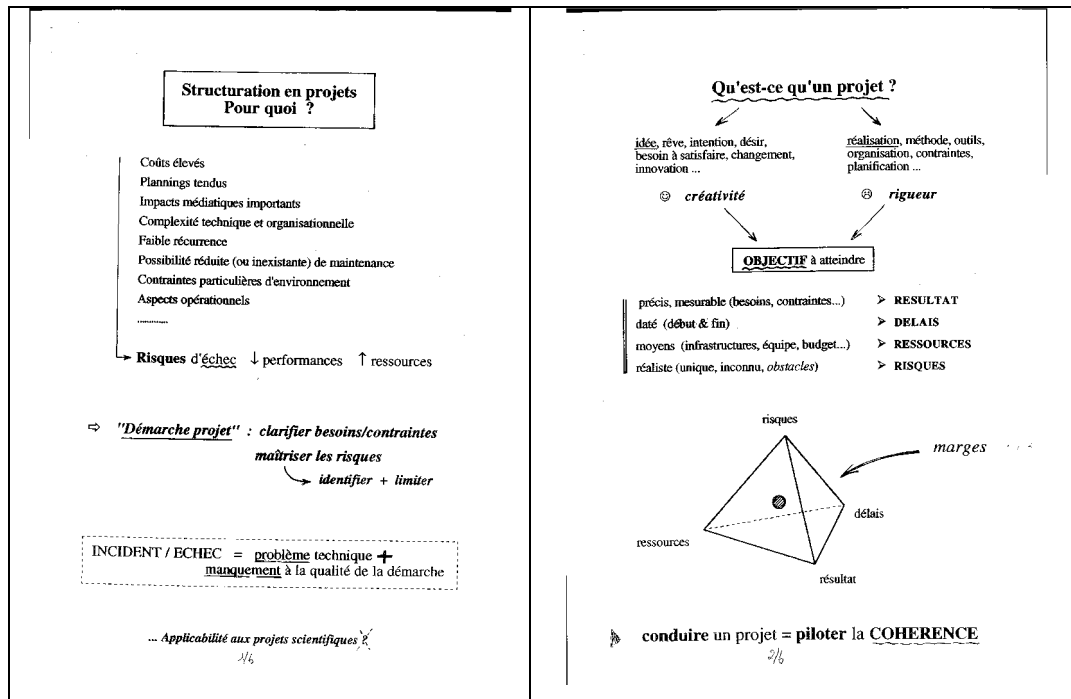 Structuration en projets
Pour quoi ?
Coûts élevés
Plannings tendus
Impacts médiatiques importants
Complexité technique et organisationnelle
Faible récurrence
Possibilité réduite (ou inexistante) de maintenance
Contraintes particulières d'environnement
Aspects opérationnels
............
Risques d'échec ↓ performances ↑ ressources
⇨ "Démarche projet" : clarifier besoins/contraintes
maîtriser les risques
identifier + limiter
INCIDENT / ECHEC = problème technique +
manquement à la qualité de la démarche
... Applicabilité aux projets scientifiques ?
1/6
Qu'est-ce qu'un projet ?
idée, rêve, intention, désir,
besoin à satisfaire, changement,
innovation ...
réalisation, méthode, outils,
organisation, contraintes,
planification ...
☺ créativité
☹ rigueur
OBJECTIF à atteindre
précis, mesurable (besoins, contraintes...) ➢ RESULTAT
daté (début & fin) ➢ DELAIS
moyens (infrastructures, équipe, budget...) ➢ RESSOURCES
réaliste (unique, inconnu, obstacles) ➢ RISQUES
risques
marges
délais
ressources
résultat
conduire un projet = piloter la COHERENCE
2/6